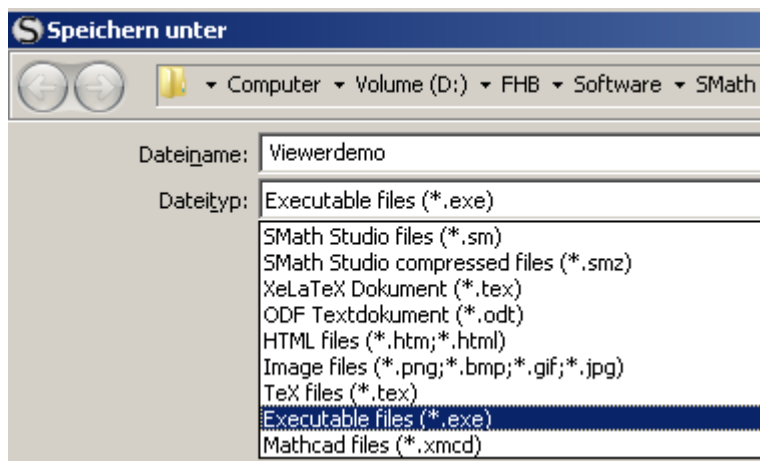 Speichern unter
Computer Volume (D:) FHB Software SMath
Dateiname: Viewerdemo
Dateityp: Executable files (*.exe)
SMath Studio files (*.sm)
SMath Studio compressed files (*.smz)
XeLaTeX Dokument (*.tex)
ODF Textdokument (*.odt)
HTML files (*.htm;*.html)
Image files (*.png;*.bmp;*.gif;*.jpg)
TeX files (*.tex)
Executable files (*.exe)
Mathcad files (*.xmcd)